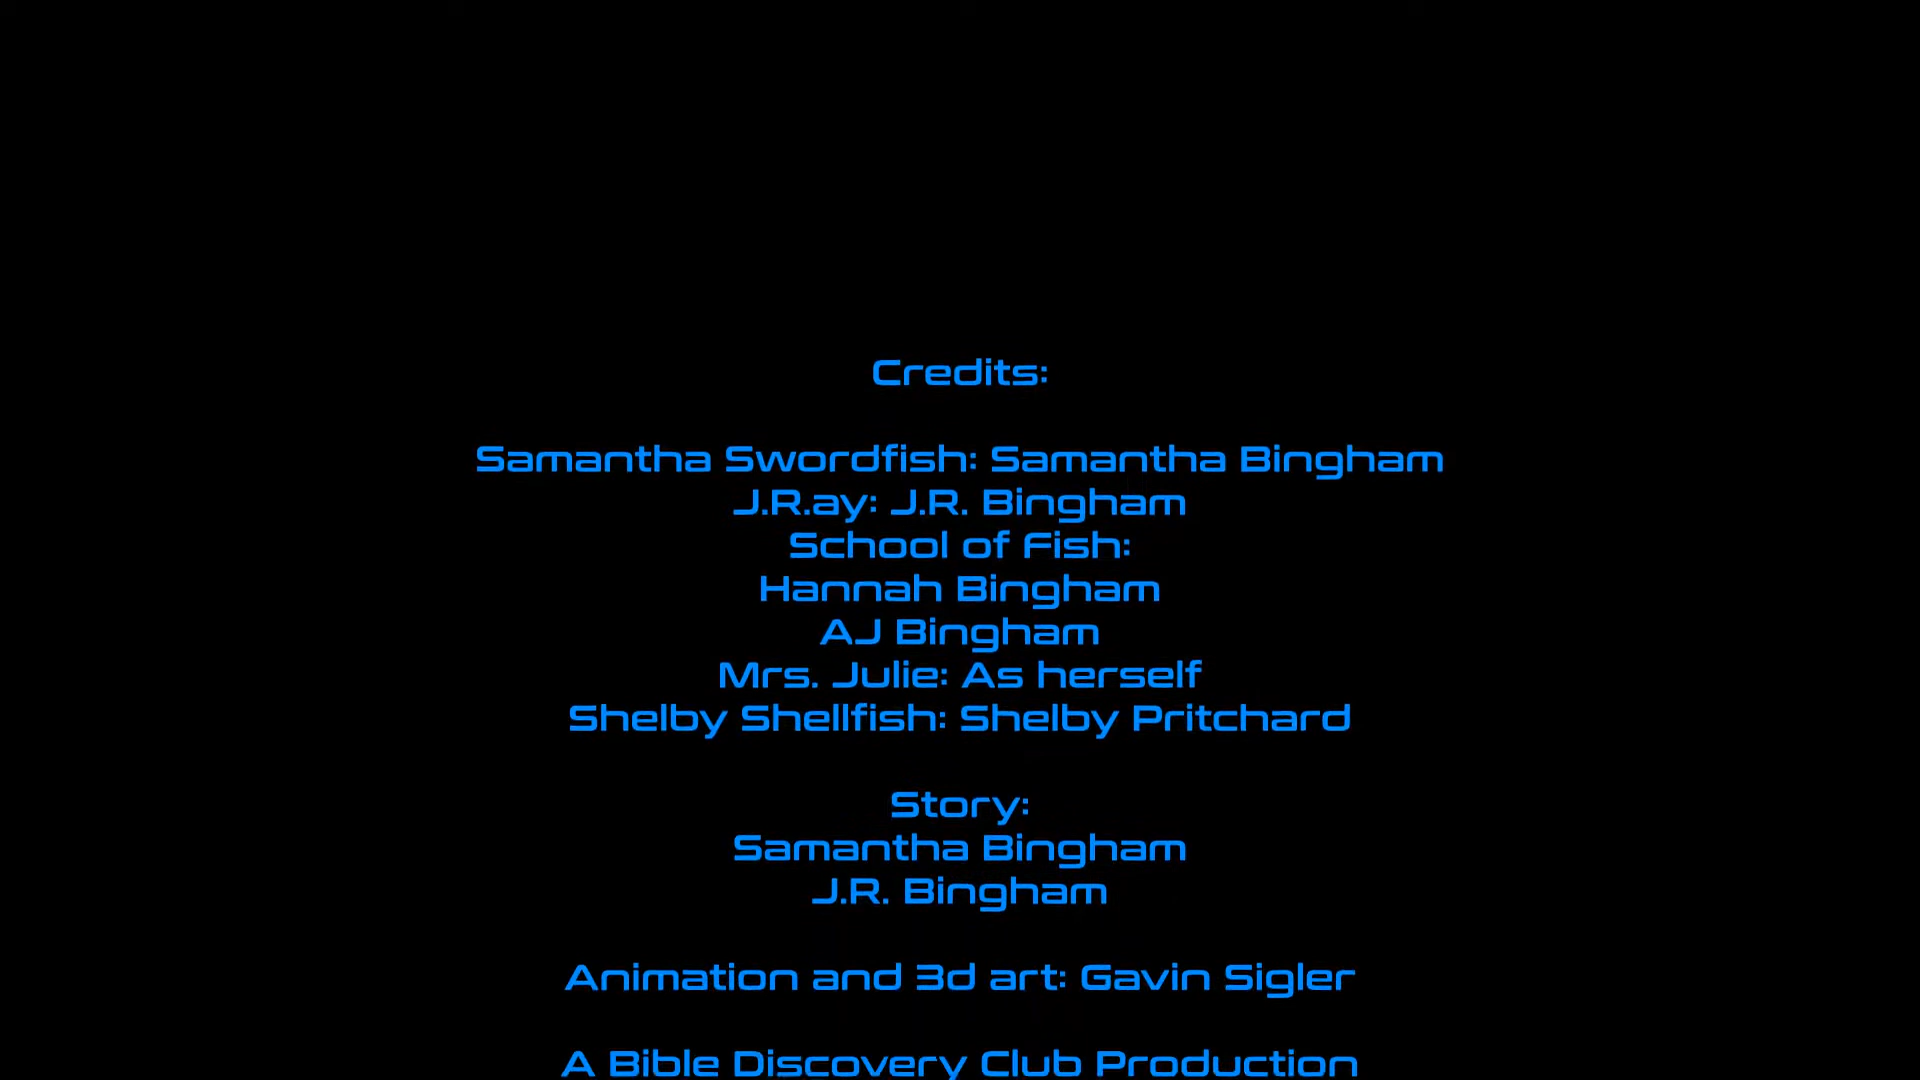 Credits:
Samantha Swordfish: Samantha Bingham
J.R.ay: J.R. Bingham
School of Fish:
Hannah Bingham
AJ Bingham
Mrs. Julie: As herself
Shelby Shellfish: Shelby Pritchard
Story:
Samantha Bingham
J.R. Bingham
Animation and 3d art: Gavin Sigler
A Bible Discovery Club Production